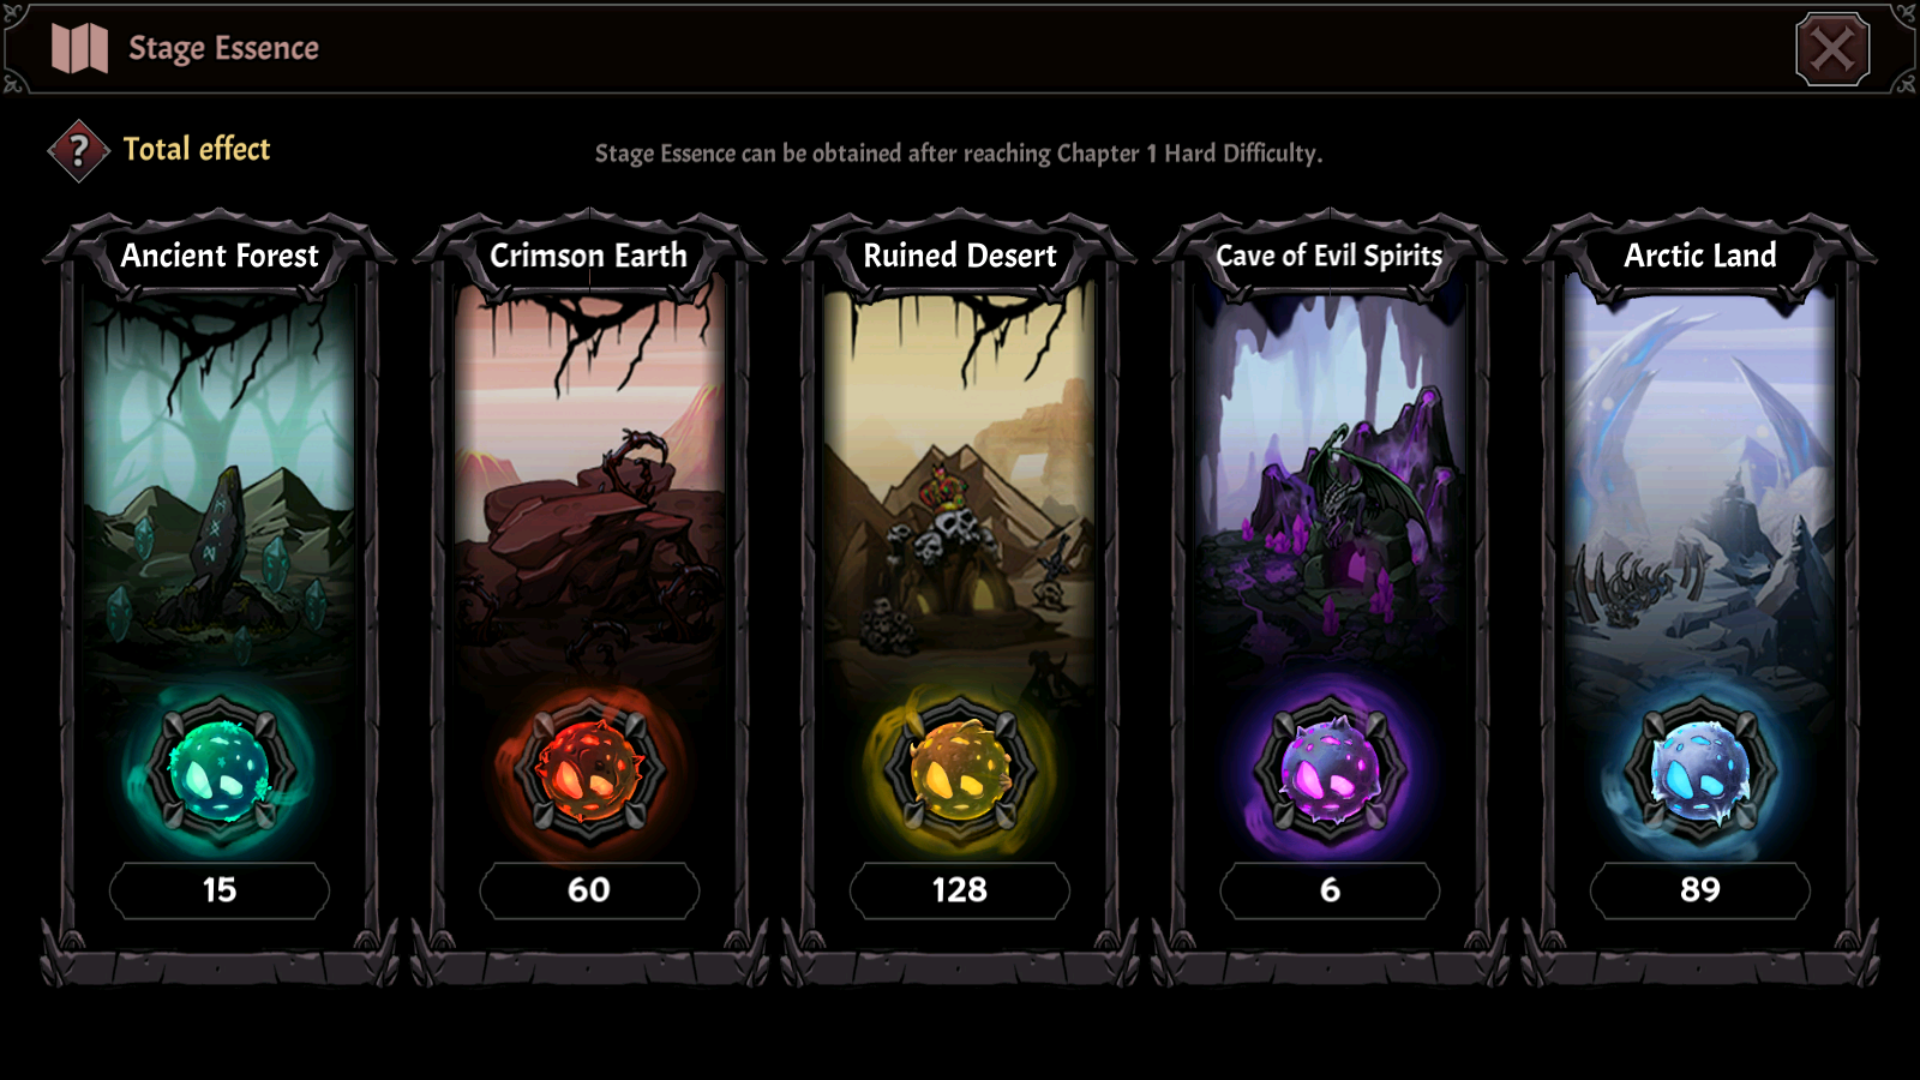 Stage Essence
?
Total effect
Stage Essence can be obtained after reaching Chapter 1 Hard Difficulty.
Ancient Forest
Crimson Earth
Ruined Desert
Cave of Evil Spirits
Arctic Land
15
60
128
6
89